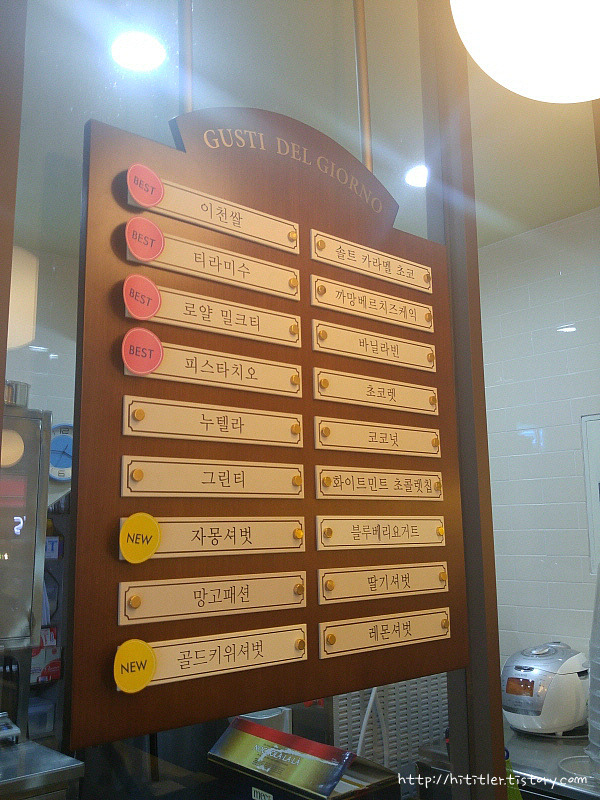 GUSTI DEL GIORNO
BEST
이천쌀
BEST
티라미수
BEST
로얄 밀크티
BEST
피스타치오
누텔라
그린티
NEW
자몽셔벗
망고패션
NEW
골드키위셔벗
솔트 카라멜 초코
까망베르치즈케익
바닐라빈
초코렛
코코넛
화이트민트 초콜렛칩
블루베리요거트
딸기셔벗
레몬셔벗
http://hititler.tistory.com